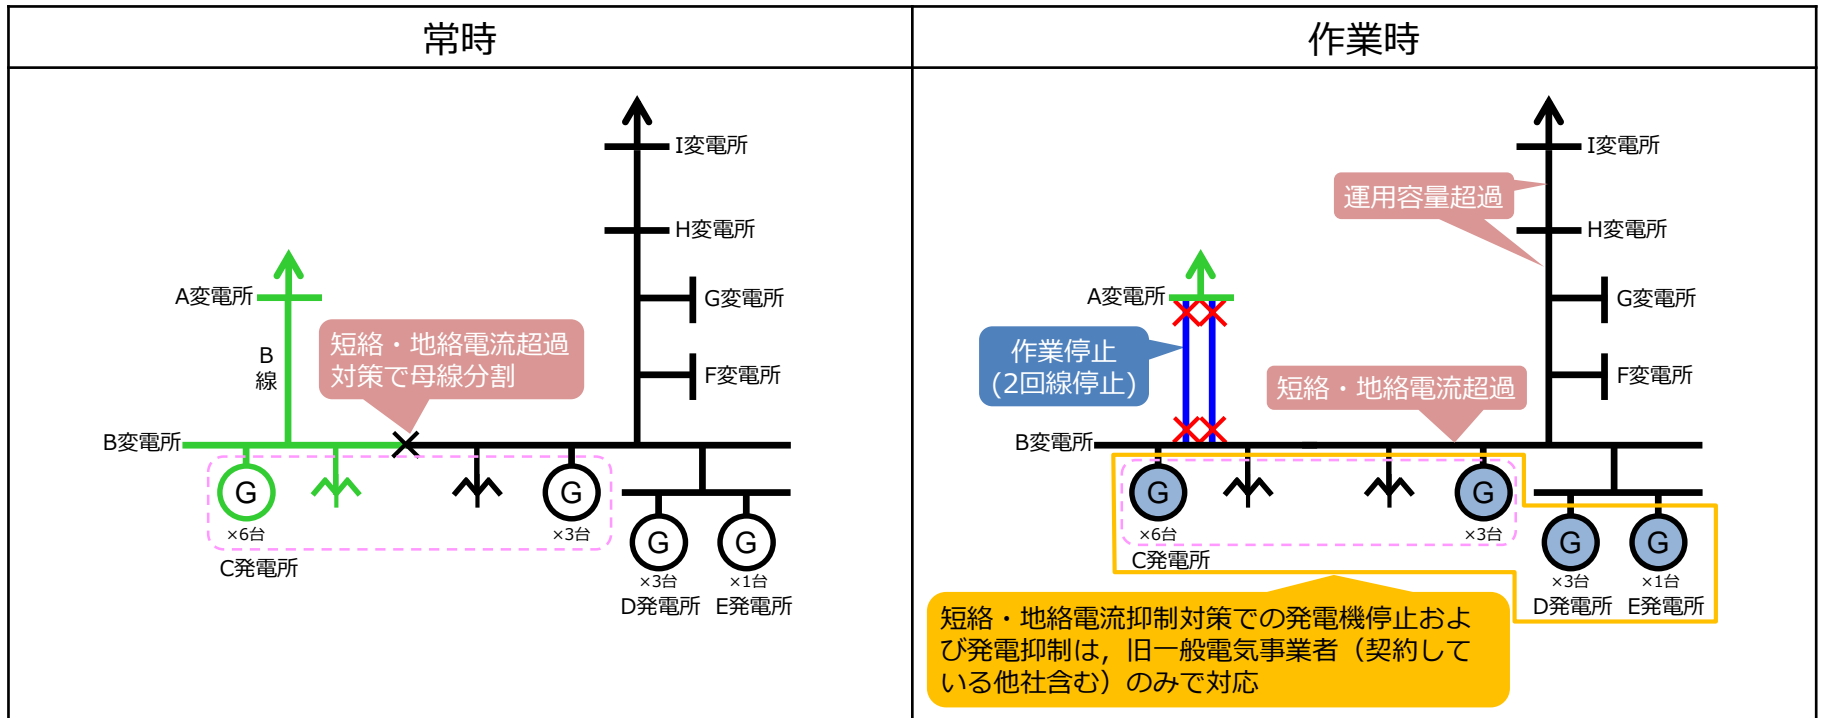 常時
I変電所
H変電所
A変電所
G変電所
短絡・地絡電流超過
対策で母線分割
B
線
F変電所
B変電所
G
×6台
G
×3台
C発電所
G
×3台
D発電所
G
×1台
E発電所
作業時
I変電所
運用容量超過
H変電所
A変電所
G変電所
作業停止
(2回線停止)
短絡・地絡電流超過
F変電所
B変電所
G
×6台
G
×3台
C発電所
G
×3台
D発電所
G
×1台
E発電所
短絡・地絡電流抑制対策での発電機停止およ
び発電抑制は，旧一般電気事業者（契約して
いる他社含む）のみで対応